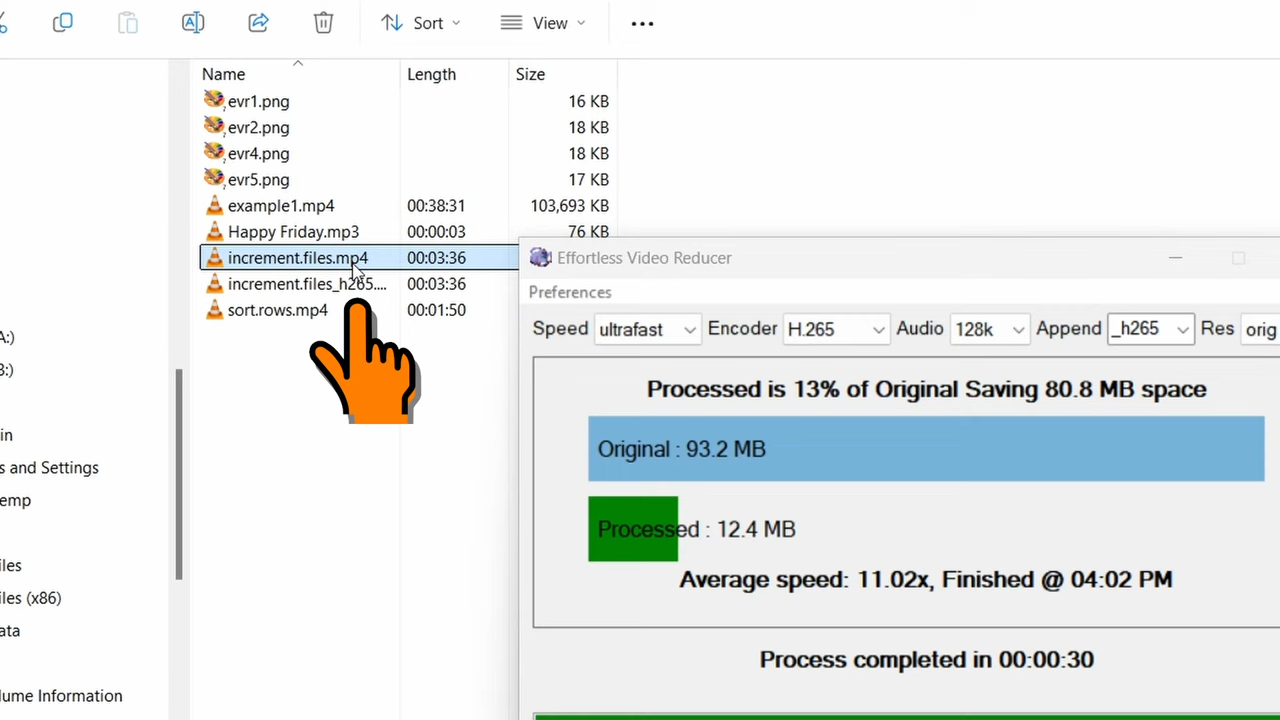 Sort View •••
Name Length Size
evr1.png 16 KB
evr2.png 18 KB
evr4.png 18 KB
evr5.png 17 KB
example1.mp4 00:38:31 103,693 KB
Happy Friday.mp3 00:00:03 76 KB
increment.files.mp4 00:03:36
increment.files_h265.... 00:03:36
sort.rows.mp4 00:01:50
A:)
3:)
in
s and Settings
emp
iles
iles (x86)
ata
lume Information
Effortless Video Reducer
Preferences
Speed ultrafast Encoder H.265 Audio 128k Append _h265 Res orig
Processed is 13% of Original Saving 80.8 MB space
Original : 93.2 MB
Processed : 12.4 MB
Average speed: 11.02x, Finished @ 04:02 PM
Process completed in 00:00:30